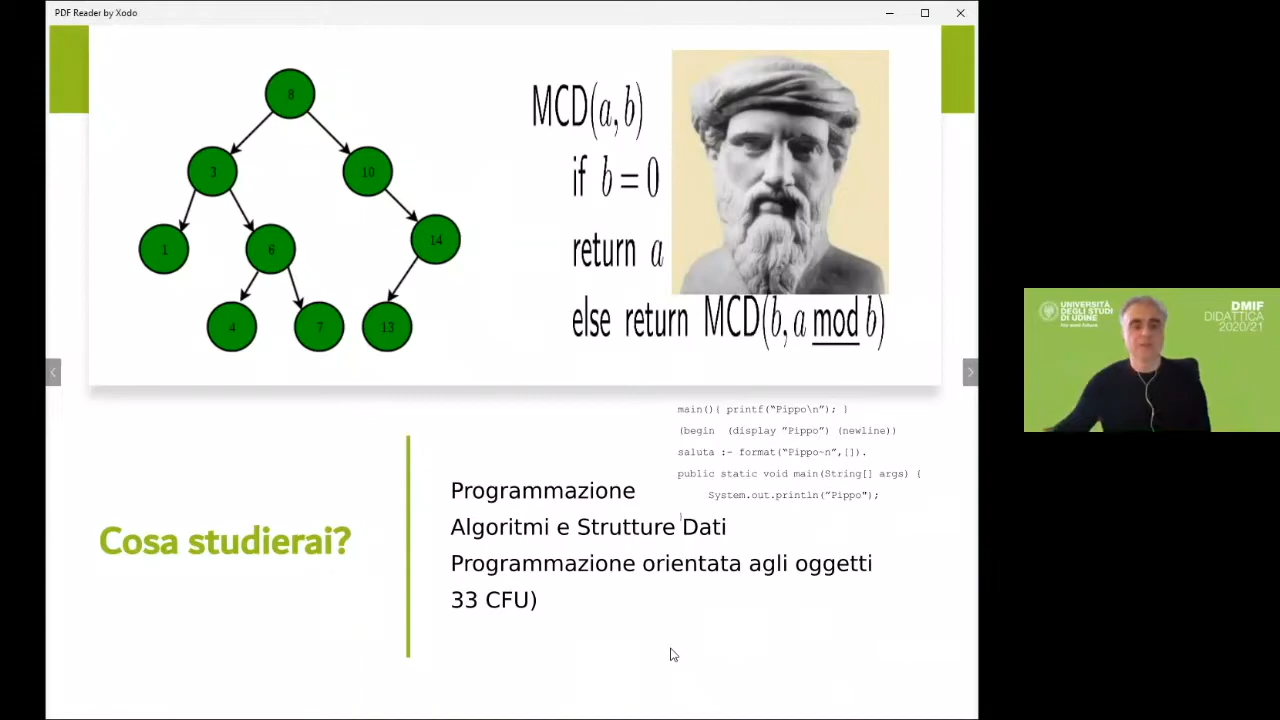 PDF Reader by Xodo
8
3
10
1
6
14
4
7
13
MCD(a, b)
if b = 0
return a
else return MCD(b, a mod b)
main(){ printf("Pippo\n"); }
(begin (display "Pippo") (newline))
saluta :- format("Pippo~n",[]).
public static void main(String[] args) {
System.out.println("Pippo");
}
Cosa studierai?
Programmazione
Algoritmi e Strutture Dati
Programmazione orientata agli oggetti
33 CFU)
UNIVERSITÀ
DEGLI STUDI
DI UDINE
DMIF
DIDATTICA
2020/21